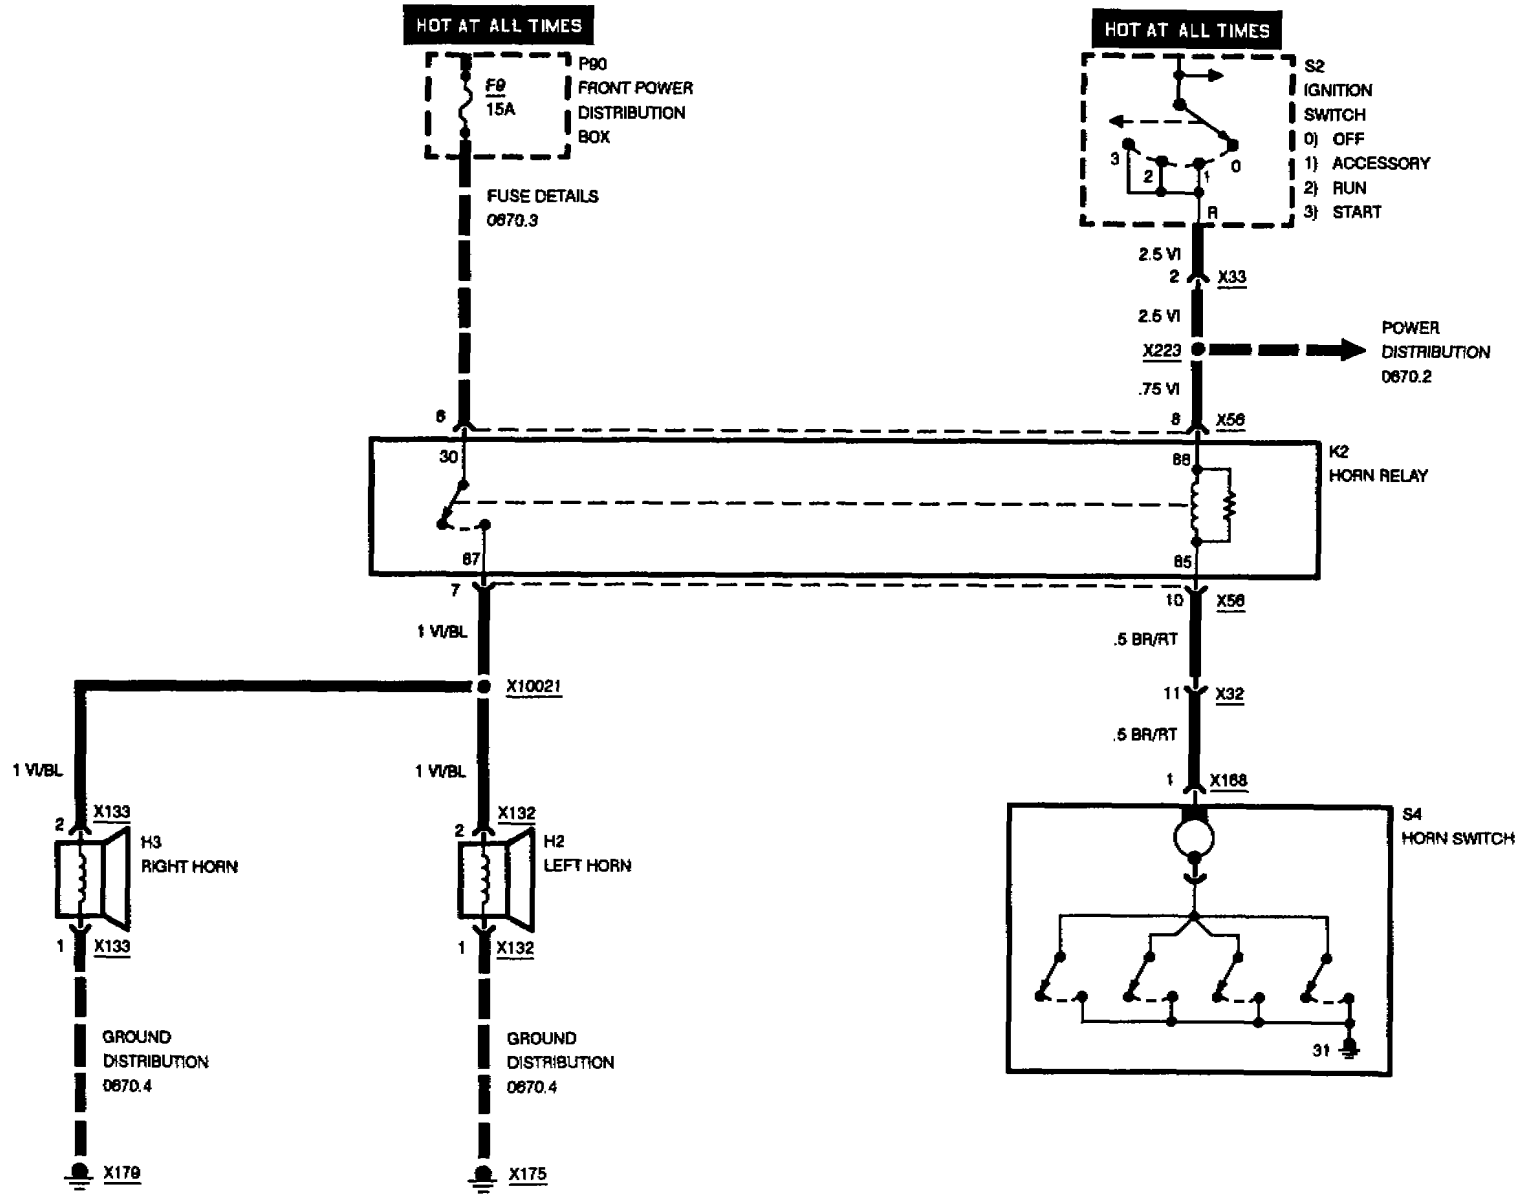 HOT AT ALL TIMES
P90
FRONT POWER
DISTRIBUTION
BOX
F9
15A
FUSE DETAILS
0670.3
HOT AT ALL TIMES
S2
IGNITION
SWITCH
0) OFF
1) ACCESSORY
2) RUN
3) START
3
2
1
0
R
2.5 VI
2
X33
2.5 VI
X223
POWER
DISTRIBUTION
0670.2
.75 VI
6
8
X56
30
86
K2
HORN RELAY
87
85
7
10
X56
1 VI/BL
.5 BR/RT
X10021
11
X32
.5 BR/RT
1 VI/BL
1 VI/BL
1
X168
2
X133
H3
RIGHT HORN
2
X132
H2
LEFT HORN
S4
HORN SWITCH
1
X133
1
X132
GROUND
DISTRIBUTION
0670.4
GROUND
DISTRIBUTION
0670.4
31
X179
X175